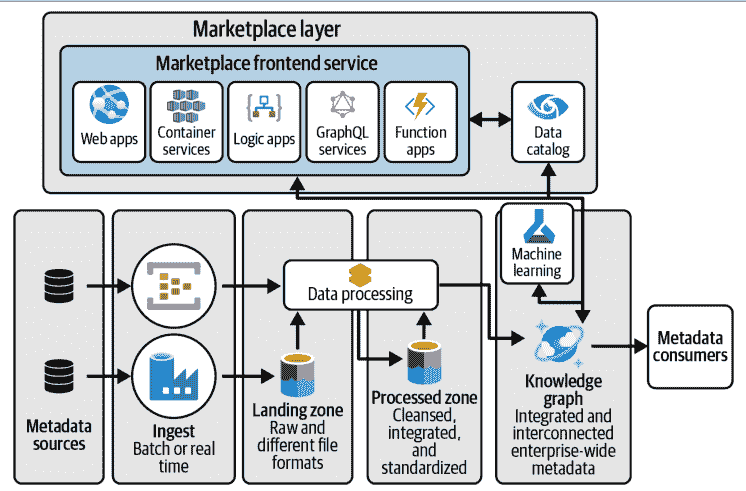 Marketplace layer
Marketplace frontend service
Web apps
Container
services
Logic apps
GraphQL
services
Function
apps
Data
catalog
Machine
learning
Data processing
Metadata
sources
Ingest
Batch or real
time
Landing zone
Raw and
different file
formats
Processed zone
Cleansed,
integrated,
and
standardized
Knowledge
graph
Integrated and
interconnected
enterprise-wide
metadata
Metadata
consumers